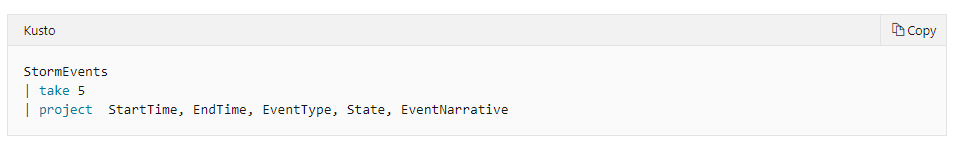 Kusto
Copy
StormEvents
| take 5
| project  StartTime, EndTime, EventType, State, EventNarrative